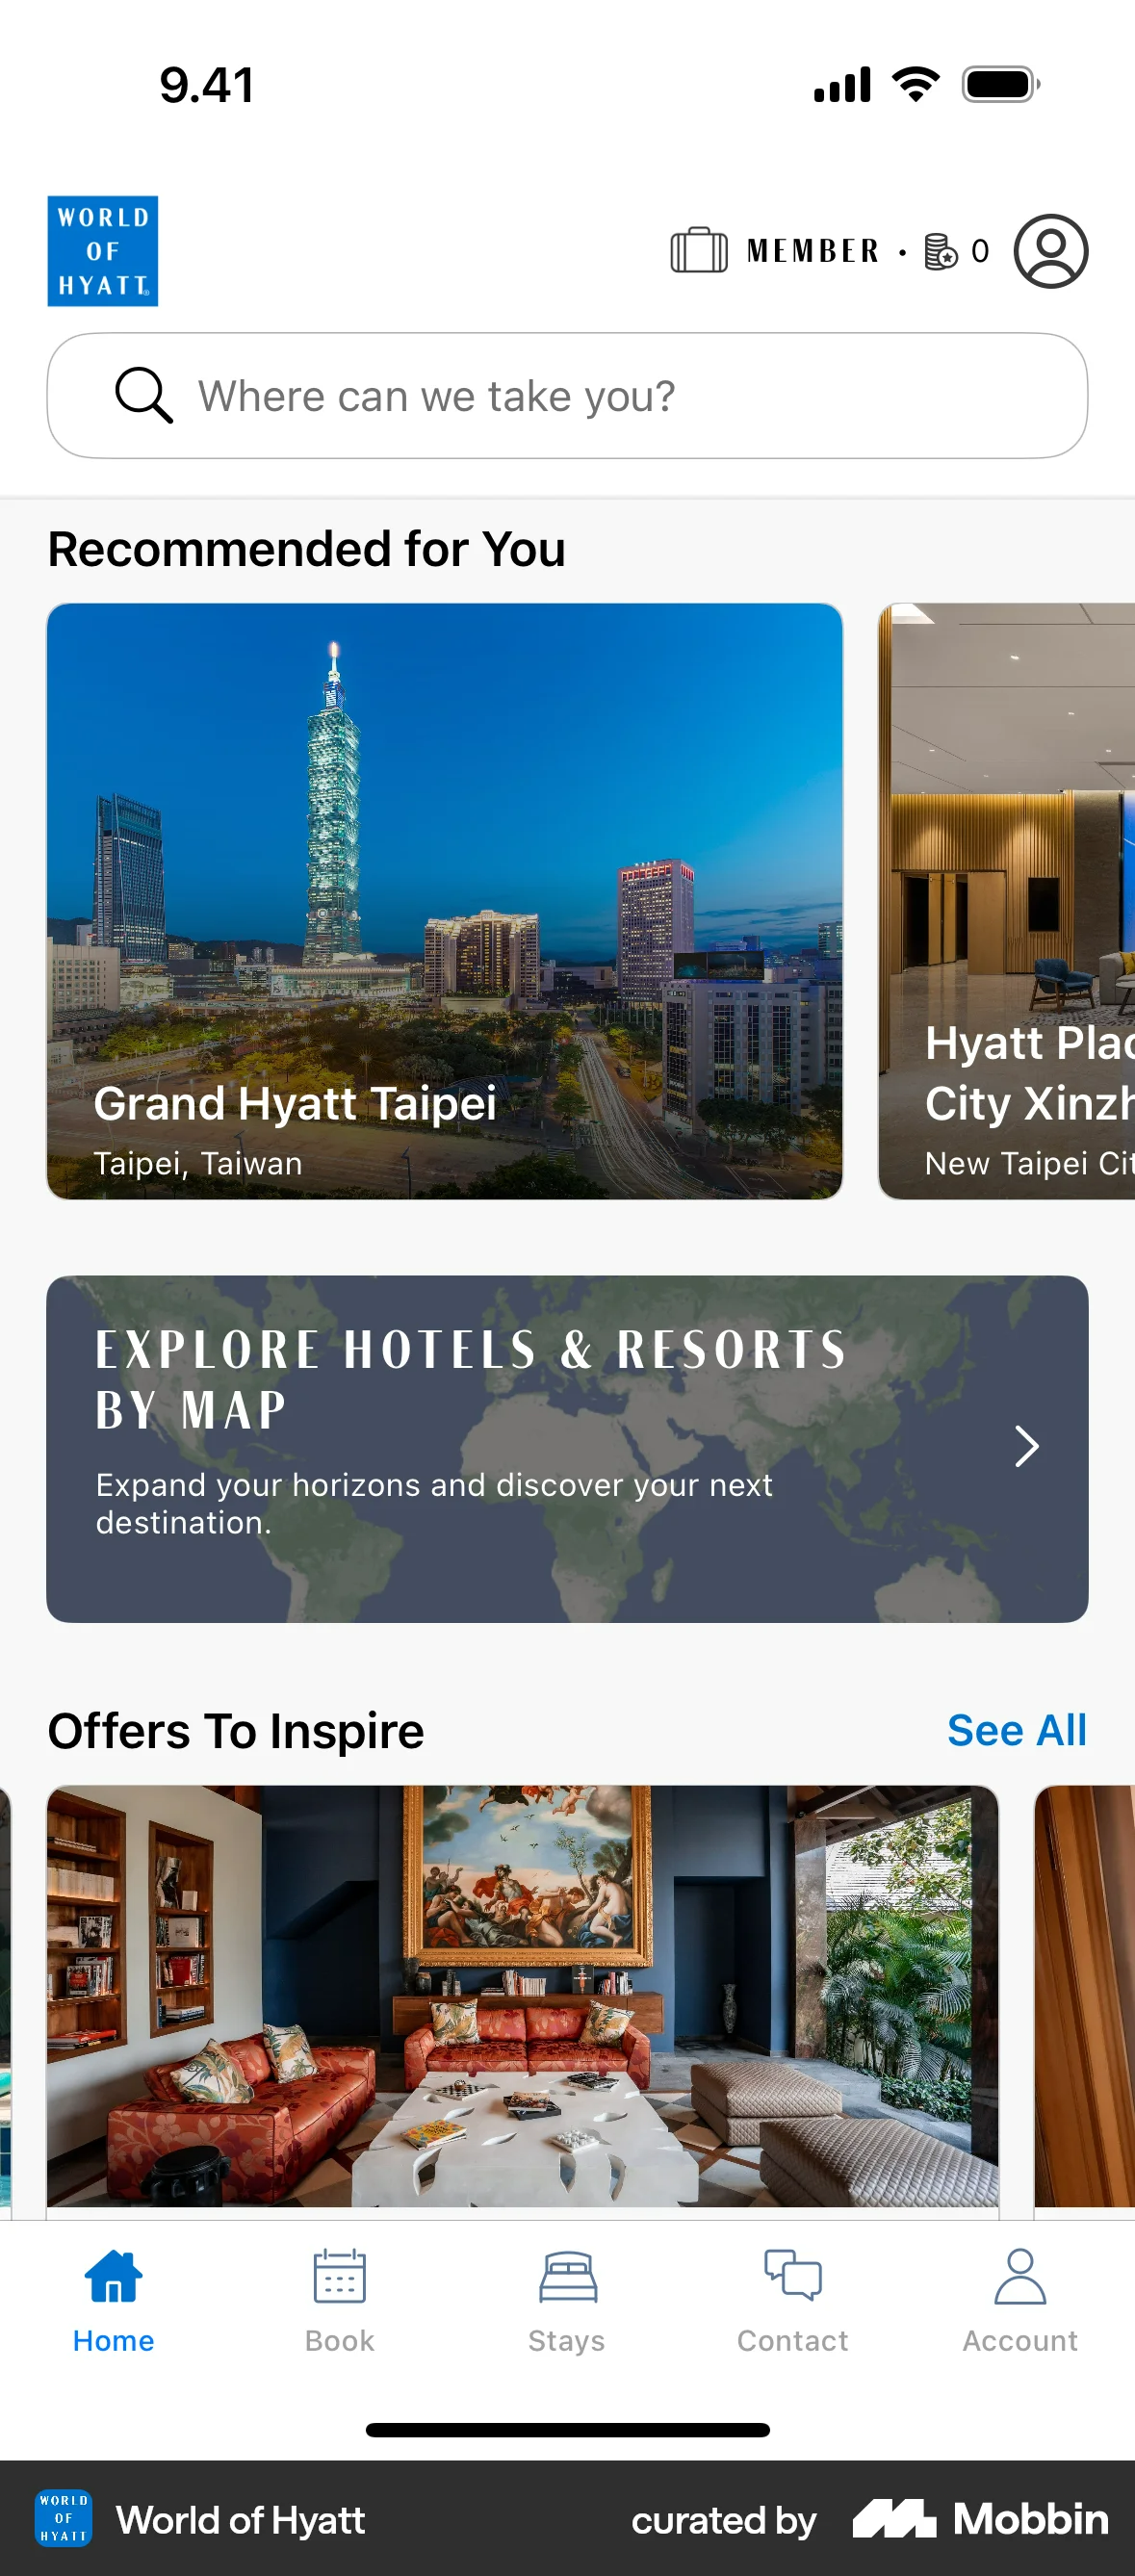 9.41
WORLD
OF
HYATT®
MEMBER • 0
Where can we take you?
Recommended for You
Grand Hyatt Taipei
Taipei, Taiwan
Hyatt Plac
City Xinzh
New Taipei Cit
EXPLORE HOTELS & RESORTS
BY MAP
Expand your horizons and discover your next
destination.
Offers To Inspire
See All
Home
Book
Stays
Contact
Account
WORLD
OF
HYATT
World of Hyatt
curated by
Mobbin